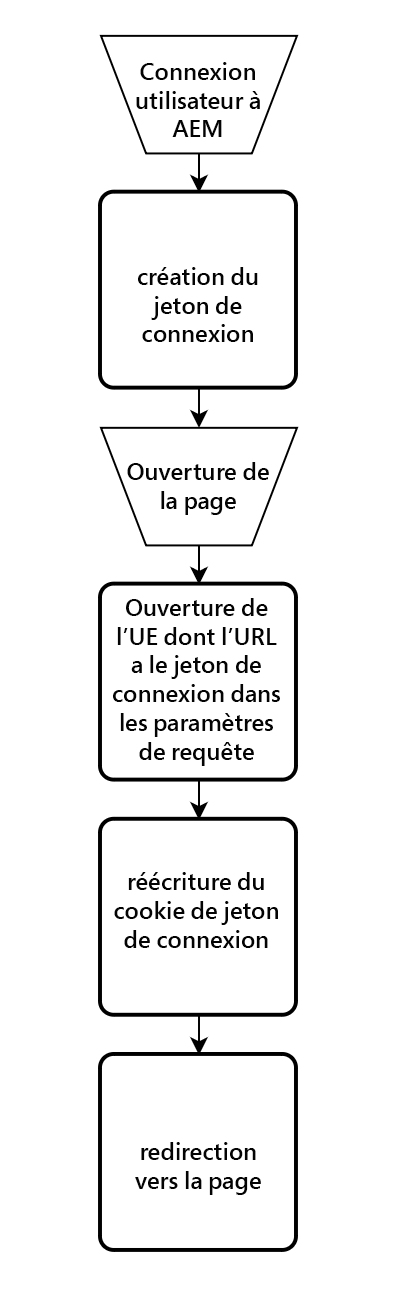 Connexion
utilisateur à
AEM
création du
jeton de
connexion
Ouverture de
la page
Ouverture de
l’UE dont l’URL
a le jeton de
connexion dans
les paramètres
de requête
réécriture du
cookie de jeton
de connexion
redirection
vers la page